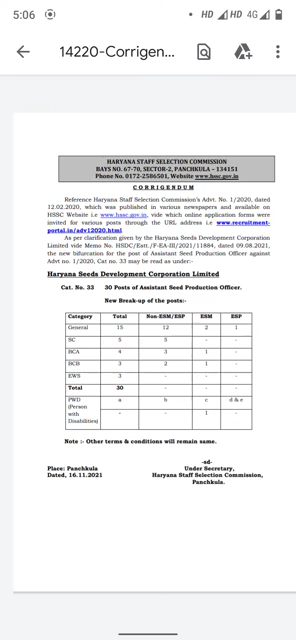 5:06 HD HD 4G
14220-Corrigen...
HARYANA STAFF SELECTION COMMISSION
BAYS NO. 67-70, SECTOR-2, PANCHKULA – 134151
Phone No. 0172-2586501, Website www.hssc.gov.in
CORRIGENDUM
Reference Haryana Staff Selection Commission's Advt. No. 1/2020, dated
12.02.2020, which was published in various newspapers and available on
HSSC Website i.e www.hssc.gov.in, vide which online application forms were
invited for various posts through the URL address i.e www.recruitment-
portal.in/adv12020.html
As per clarification given by the Haryana Seeds Development Corporation
Limited vide Memo No. HSDC/Estt./F-EA-III/2021/11884, dated 09.08.2021,
the new bifurcation for the post of Assistant Seed Production Officer against
Advt no. 1/2020, Cat no. 33 may be read as under:-
Haryana Seeds Development Corporation Limited
Cat. No. 33 30 Posts of Assistant Seed Production Officer.
New Break-up of the posts:-
Category Total Non-ESM/ESP ESM ESP
General 15 12 2 1
SC 5 5 - -
BCA 4 3 1 -
BCB 3 2 1 -
EWS 3 - - -
Total 30 - - -
PWD a b c d & e
(Person - - 1 -
with
Disabilities)
Note :- Other terms & conditions will remain same.
-sd-
Place: Panchkula Under Secretary,
Dated, 16.11.2021 Haryana Staff Selection Commission,
Panchkula.